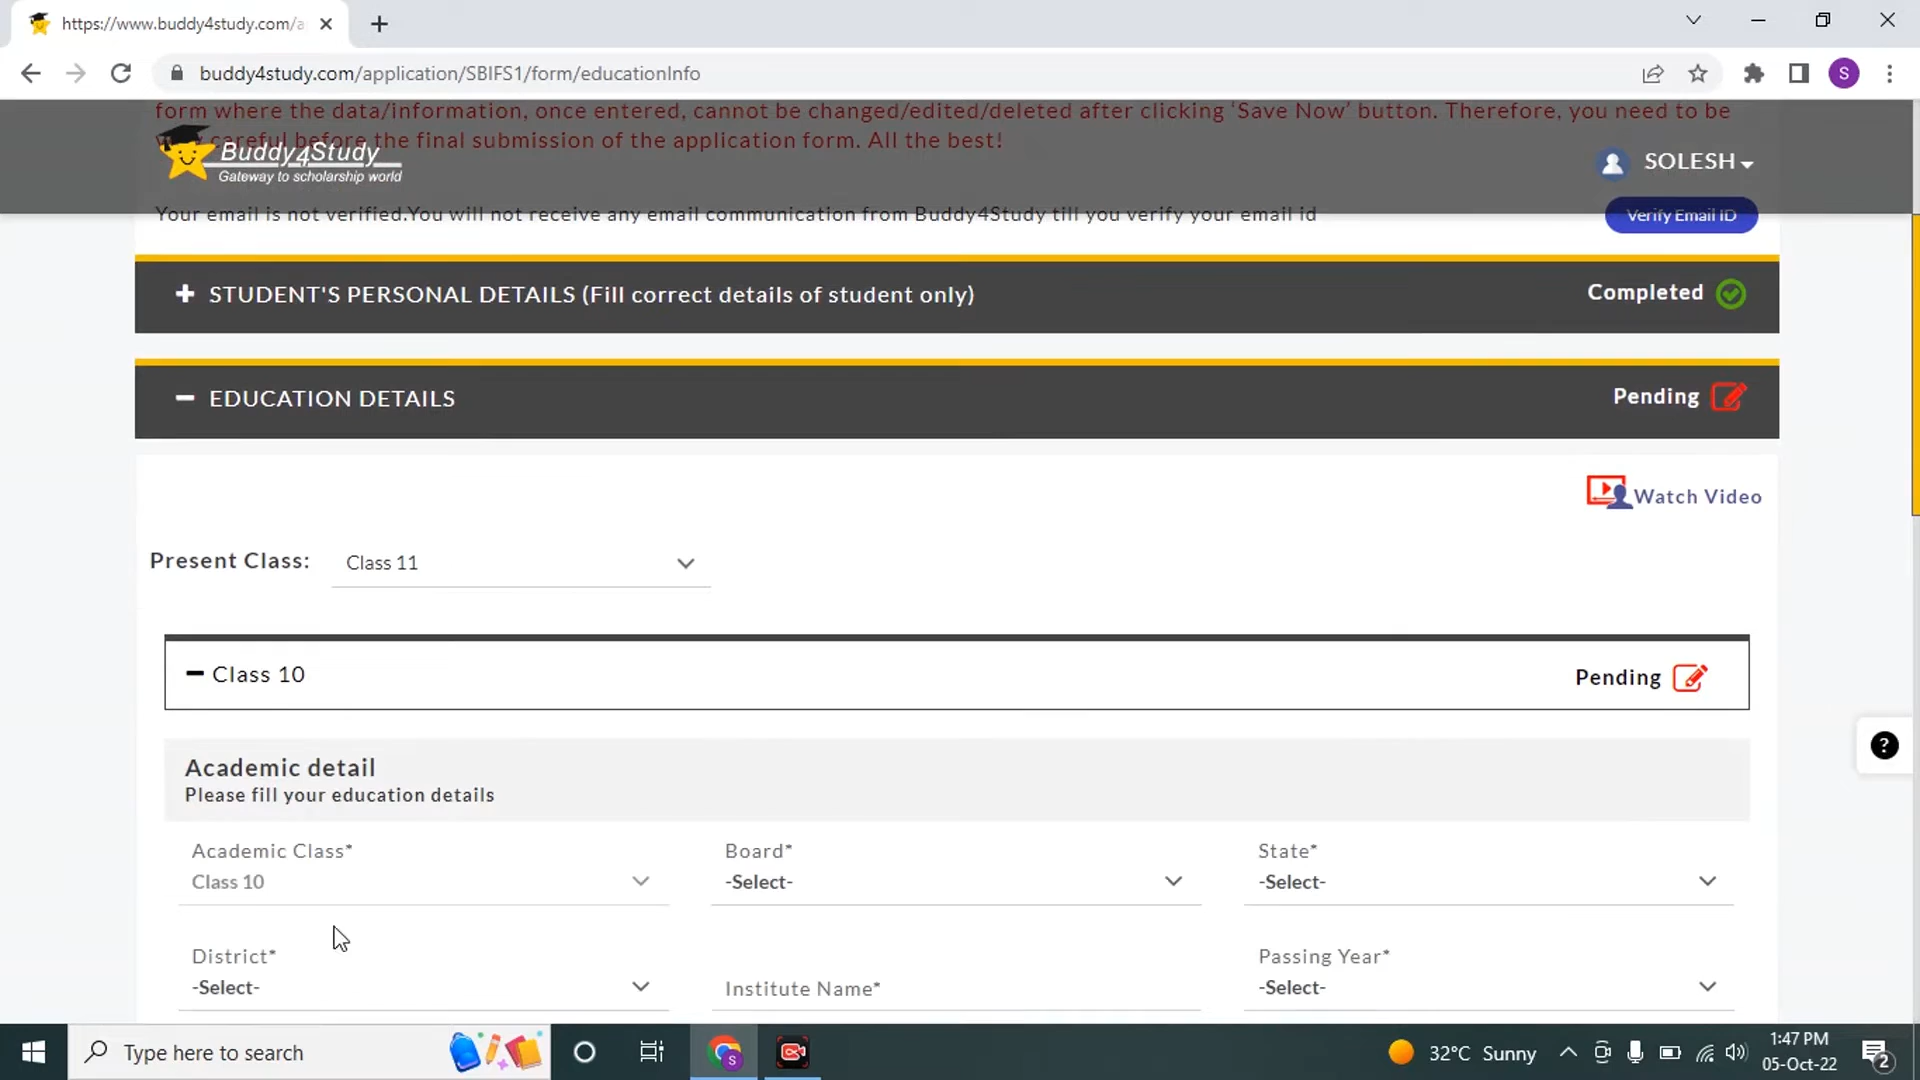 https://www.buddy4study.com/a
buddy4study.com/application/SBIFS1/form/educationInfo
S
form where the data/information, once entered, cannot be changed/edited/deleted after clicking 'Save Now' button. Therefore, you need to be
careful before the final submission of the application form. All the best!
Buddy4Study
Gateway to scholarship world
SOLESH
Your email is not verified.You will not receive any email communication from Buddy4Study till you verify your email id
Verify Email ID
STUDENT'S PERSONAL DETAILS (Fill correct details of student only)
Completed
EDUCATION DETAILS
Pending
Watch Video
Present Class:
Class 11
Class 10
Pending
Academic detail
Please fill your education details
Academic Class*
Board*
State*
Class 10
-Select-
-Select-
District*
Passing Year*
-Select-
Institute Name*
-Select-
Type here to search
S
32°C Sunny
1:47 PM
05-Oct-22
2